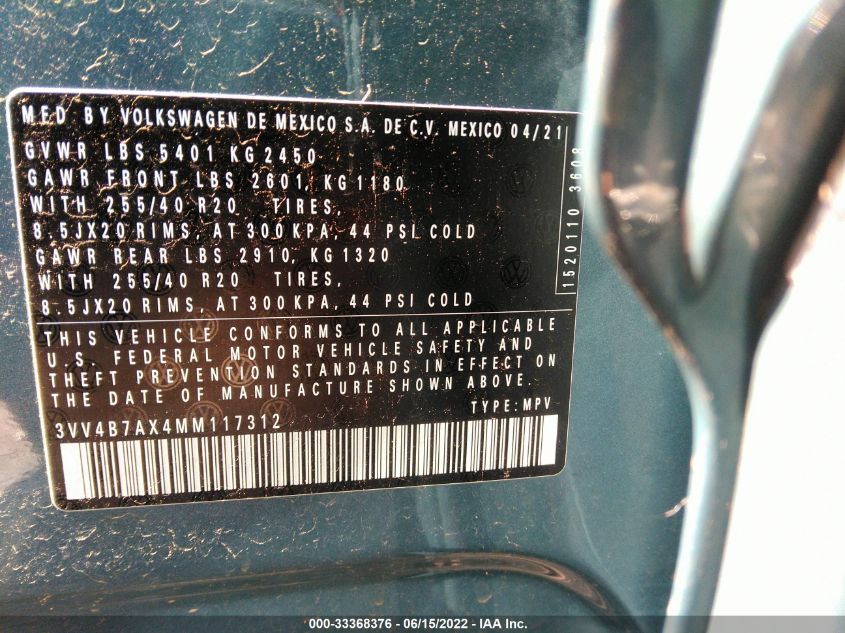 MFD BY VOLKSWAGEN DE MEXICO S.A. DE C.V. MEXICO 04/21
GVWR LBS 5401 KG 2450
GAWR FRONT LBS 2601, KG 1180
WITH 255/40 R20 TIRES,
8.5JX20 RIMS, AT 300 KPA, 44 PSI COLD
GAWR REAR LBS 2910, KG 1320
WITH 255/40 R20 TIRES,
8.5JX20 RIMS, AT 300 KPA, 44 PSI COLD
1520110 3608
THIS VEHICLE CONFORMS TO ALL APPLICABLE
U.S. FEDERAL MOTOR VEHICLE SAFETY AND
THEFT PREVENTION STANDARDS IN EFFECT ON
THE DATE OF MANUFACTURE SHOWN ABOVE.
3VV4B7AX4MM117312 TYPE: MPV
000-33368376 - 06/15/2022 - IAA Inc.